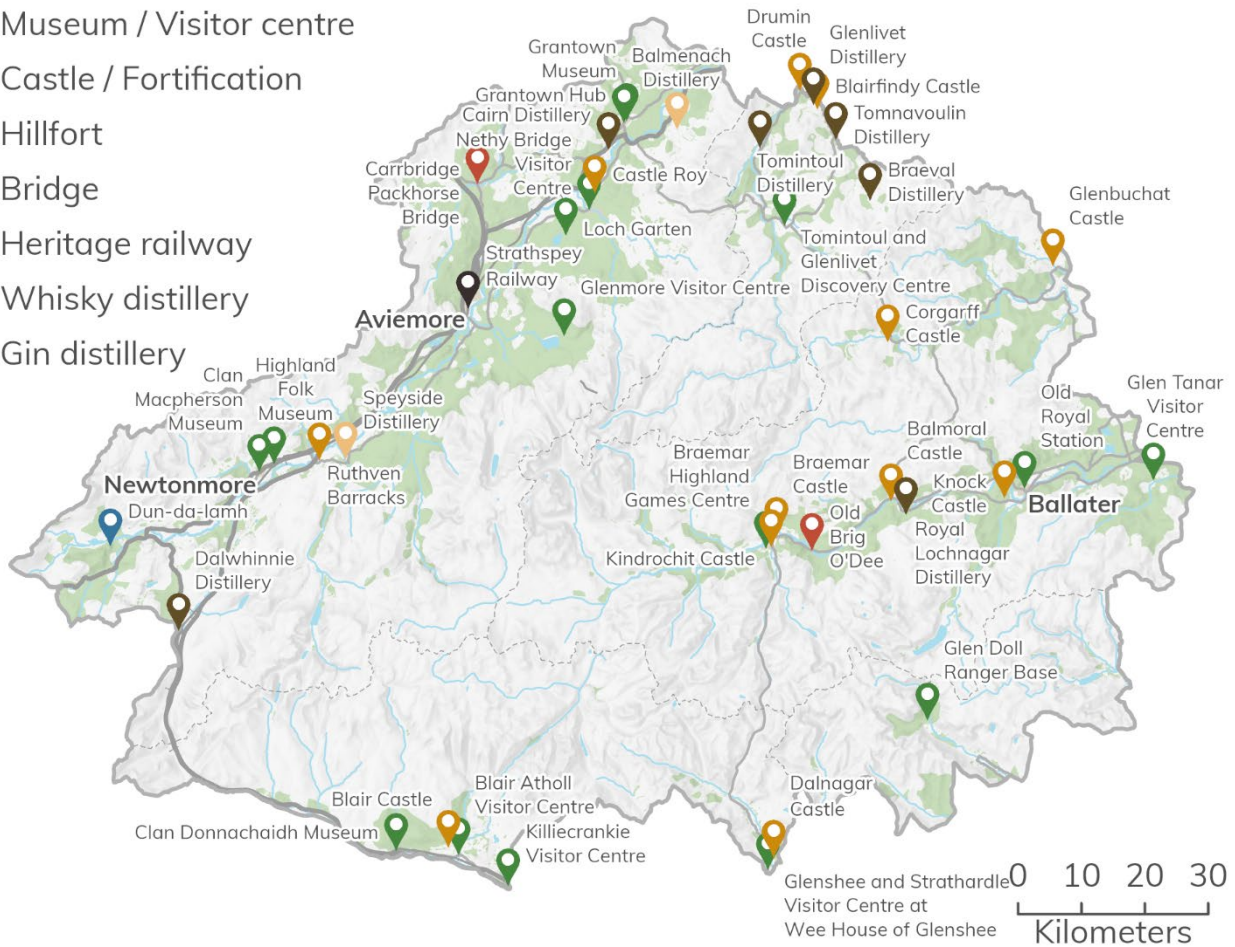 Museum / Visitor centre
Castle / Fortification
Hillfort
Bridge
Heritage railway
Whisky distillery
Gin distillery
Drumin
Castle
Glenlivet
Distillery
Grantown
Museum
Balmenach
Distillery
Blairfindy Castle
Grantown Hub
Cairn Distillery
Tomnavoulin
Distillery
Nethy Bridge
Visitor
Centre
Carrbridge
Packhorse
Bridge
Castle Roy
Tomintoul
Distillery
Braeval
Distillery
Glenbuchat
Castle
Loch Garten
Strathspey
Railway
Tomintoul and
Glenlivet
Discovery Centre
Glenmore Visitor Centre
Aviemore
Corgarff
Castle
Clan
Macpherson
Museum
Highland
Folk
Museum
Speyside
Distillery
Old
Royal
Station
Glen Tanar
Visitor
Centre
Balmoral
Castle
Braemar
Highland
Games Centre
Braemar
Castle
Knock
Castle
Ruthven
Barracks
Newtonmore
Ballater
Dun-da-lamh
Old
Brig
O'Dee
Royal
Lochnagar
Distillery
Kindrochit Castle
Dalwhinnie
Distillery
Glen Doll
Ranger Base
Blair Castle
Blair Atholl
Visitor Centre
Dalnagar
Castle
Clan Donnachaidh Museum
Killiecrankie
Visitor Centre
Glenshee and Strathardle
Visitor Centre at
Wee House of Glenshee
0 10 20 30
Kilometers